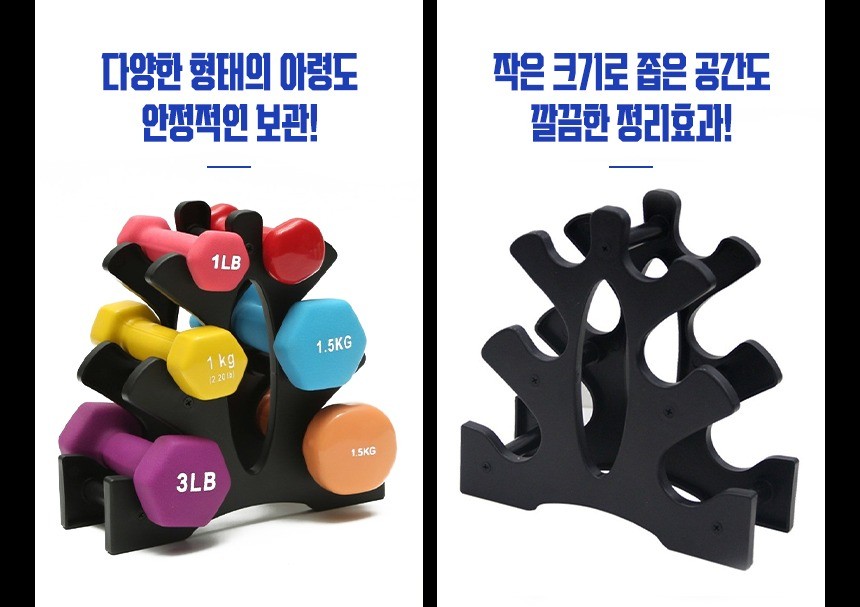 다양한 형태의 아령도
안정적인 보관!
1LB
1.5KG
1 kg
(2.20 lb)
1.5KG
3LB
작은 크기로 좁은 공간도
깔끔한 정리효과!